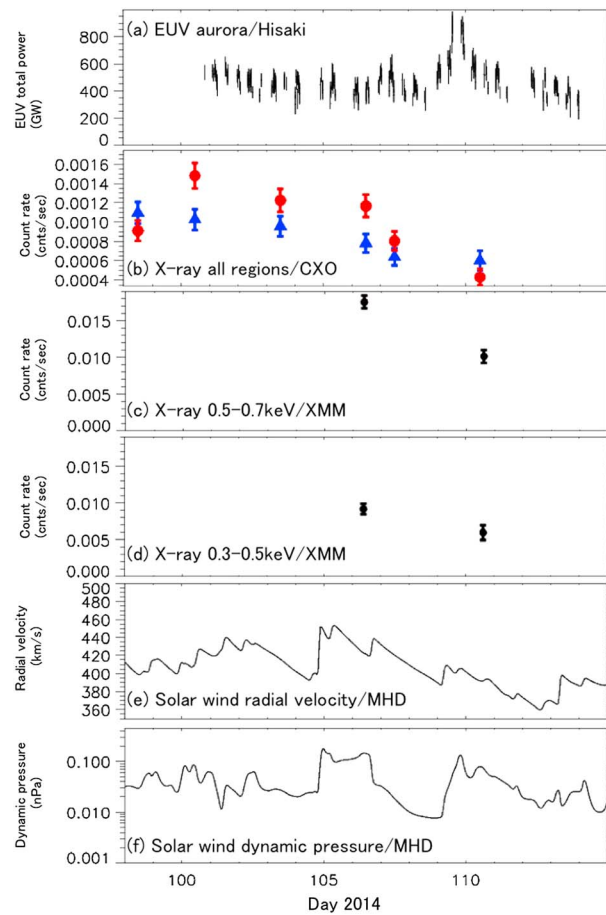 (a) EUV aurora/Hisaki
EUV total power
(GW)
800
600
400
200
0
(b) X-ray all regions/CXO
Count rate
(cnts/sec)
0.0016
0.0014
0.0012
0.0010
0.0008
0.0006
0.0004
(c) X-ray 0.5-0.7keV/XMM
Count rate
(cnts/sec)
0.015
0.010
0.005
0.000
(d) X-ray 0.3-0.5keV/XMM
Count rate
(cnts/sec)
0.015
0.010
0.005
0.000
(e) Solar wind radial velocity/MHD
Radial velocity
(km/s)
500
480
460
440
420
400
380
360
(f) Solar wind dynamic pressure/MHD
Dynamic pressure
(nPa)
0.100
0.010
0.001
100
105
110
Day 2014